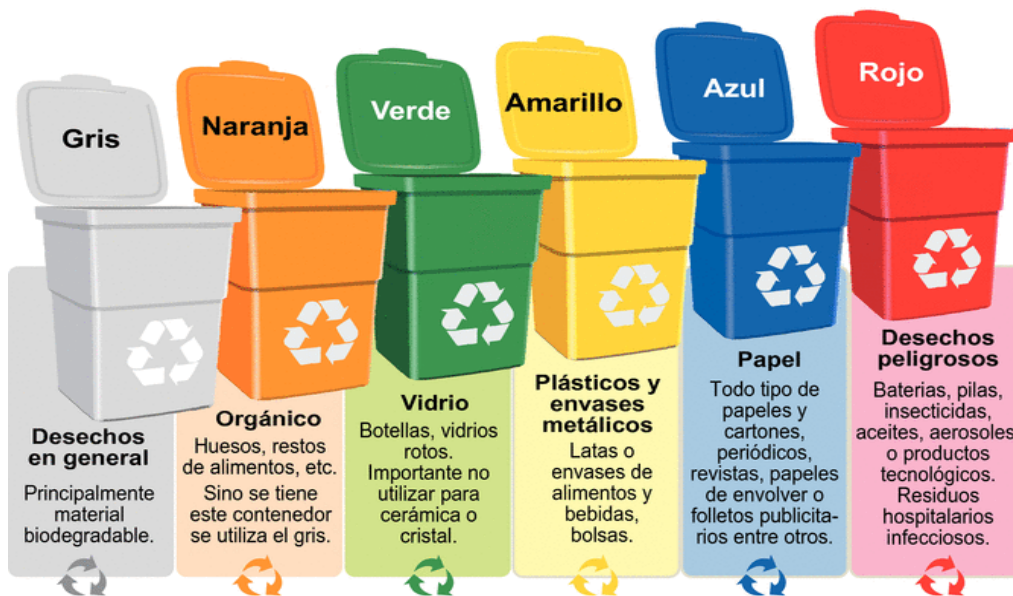 Gris
Naranja
Verde
Amarillo
Azul
Rojo
Desechos
en general
Principalmente
material
biodegradable.
Orgánico
Huesos, restos
de alimentos, etc.
Sino se tiene
este contenedor
se utiliza el gris.
Vidrio
Botellas, vidrios
rotos.
Importante no
utilizar para
cerámica o
cristal.
Plásticos y
envases
metálicos
Latas o
envases de
alimentos y
bebidas,
bolsas.
Papel
Todo tipo de
papeles y
cartones,
periódicos,
revistas, papeles
de envolver o
folletos publicita-
rios entre otros.
Desechos
peligrosos
Baterias, pilas,
insecticidas,
aceites, aerosoles
o productos
tecnológicos.
Residuos
hospitalarios
infecciosos.